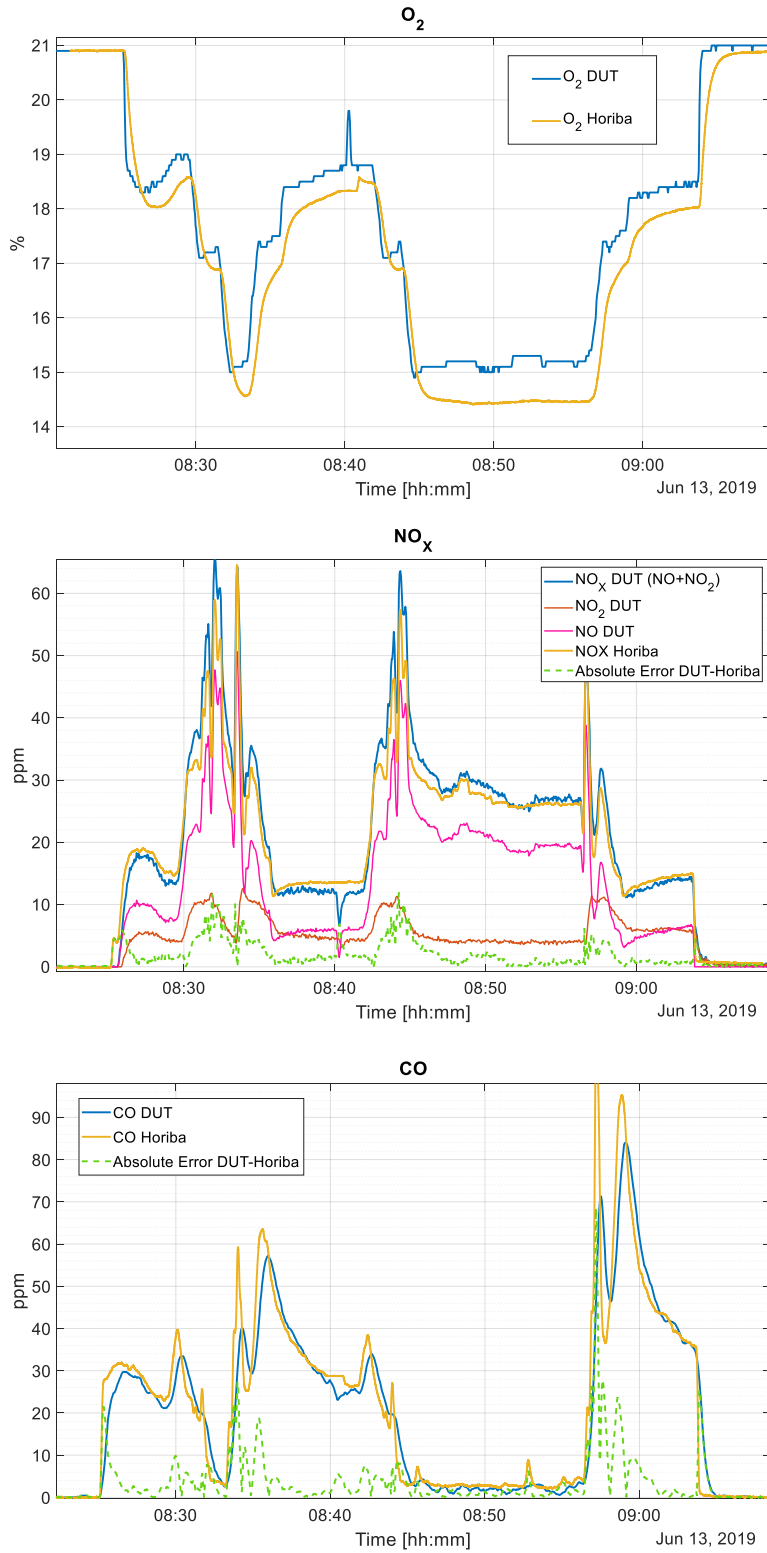 O2
21
20
19
18
17
16
15
14
%
O2 DUT
O2 Horiba
08:30 08:40 08:50 09:00
Time [hh:mm]
Jun 13, 2019
NOX
60
50
40
30
20
10
0
ppm
NOX DUT (NO+NO2)
NO2 DUT
NO DUT
NOX Horiba
Absolute Error DUT-Horiba
08:30 08:40 08:50 09:00
Time [hh:mm]
Jun 13, 2019
CO
90
80
70
60
50
40
30
20
10
0
ppm
CO DUT
CO Horiba
Absolute Error DUT-Horiba
08:30 08:40 08:50 09:00
Time [hh:mm]
Jun 13, 2019